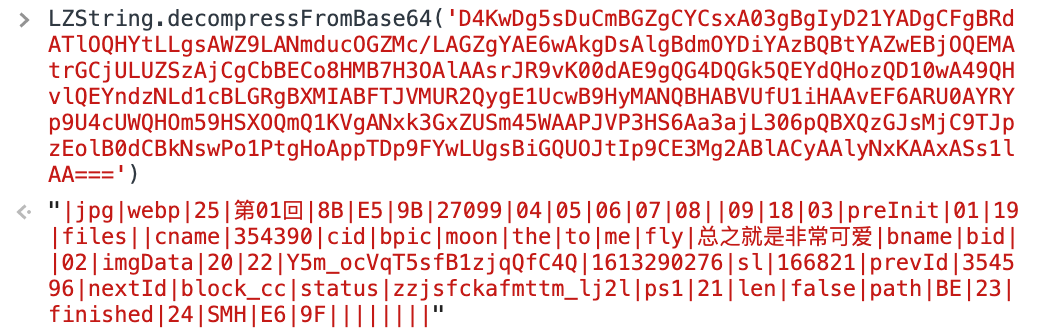 > LZString.decompressFromBase64('D4KwDg5sDuCmBGZgCYCsxA03gBgIyD21YADgCFgBRd
ATlOQHYtLLgsAWZ9LANmducOGZMc/LAGZgYAE6wAkgDsAlgBdmOYDiYAzBQBtYAZwEBjOQEMA
trGCjULUZSzAjCgCbBECo8HMB7H3OAlAAsrJR9vK00dAE9gQG4DQGk5QEYdQHozQD10wA49QH
vlQEYndzNLd1cBLGRgBXMIABFTJVMUR2QygE1UcwB9HyMANQBHABVUfU1iHAAvEF6ARU0AYRY
p9U4cUWQHOm59HSXOQmQ1KVgANxk3GxZUSm45WAAPJVP3HS6Aa3ajL306pQBXQzGJsMjC9TJp
zEolB0dCBkNswPo1PtgHoAppTDp9FYwLUgsBiGQUOJtIp9CE3Mg2ABlACyAAlyNxKAAxASs1l
AA===')
"|jpg|webp|25|第01回|8B|E5|9B|27099|04|05|06|07|08||09|18|03|preInit|01|19
|files||cname|354390|cid|bpic|moon|the|to|me|fly|总之就是非常可爱|bname|bid|
|02|imgData|20|22|Y5m_ocVqT5sfB1zjqQfC4Q|1613290276|sl|166821|prevId|3545
96|nextId|block_cc|status|zzjsfckafmttm_lj2l|ps1|21|len|false|path|BE|23|
finished|24|SMH|E6|9F||||||||"